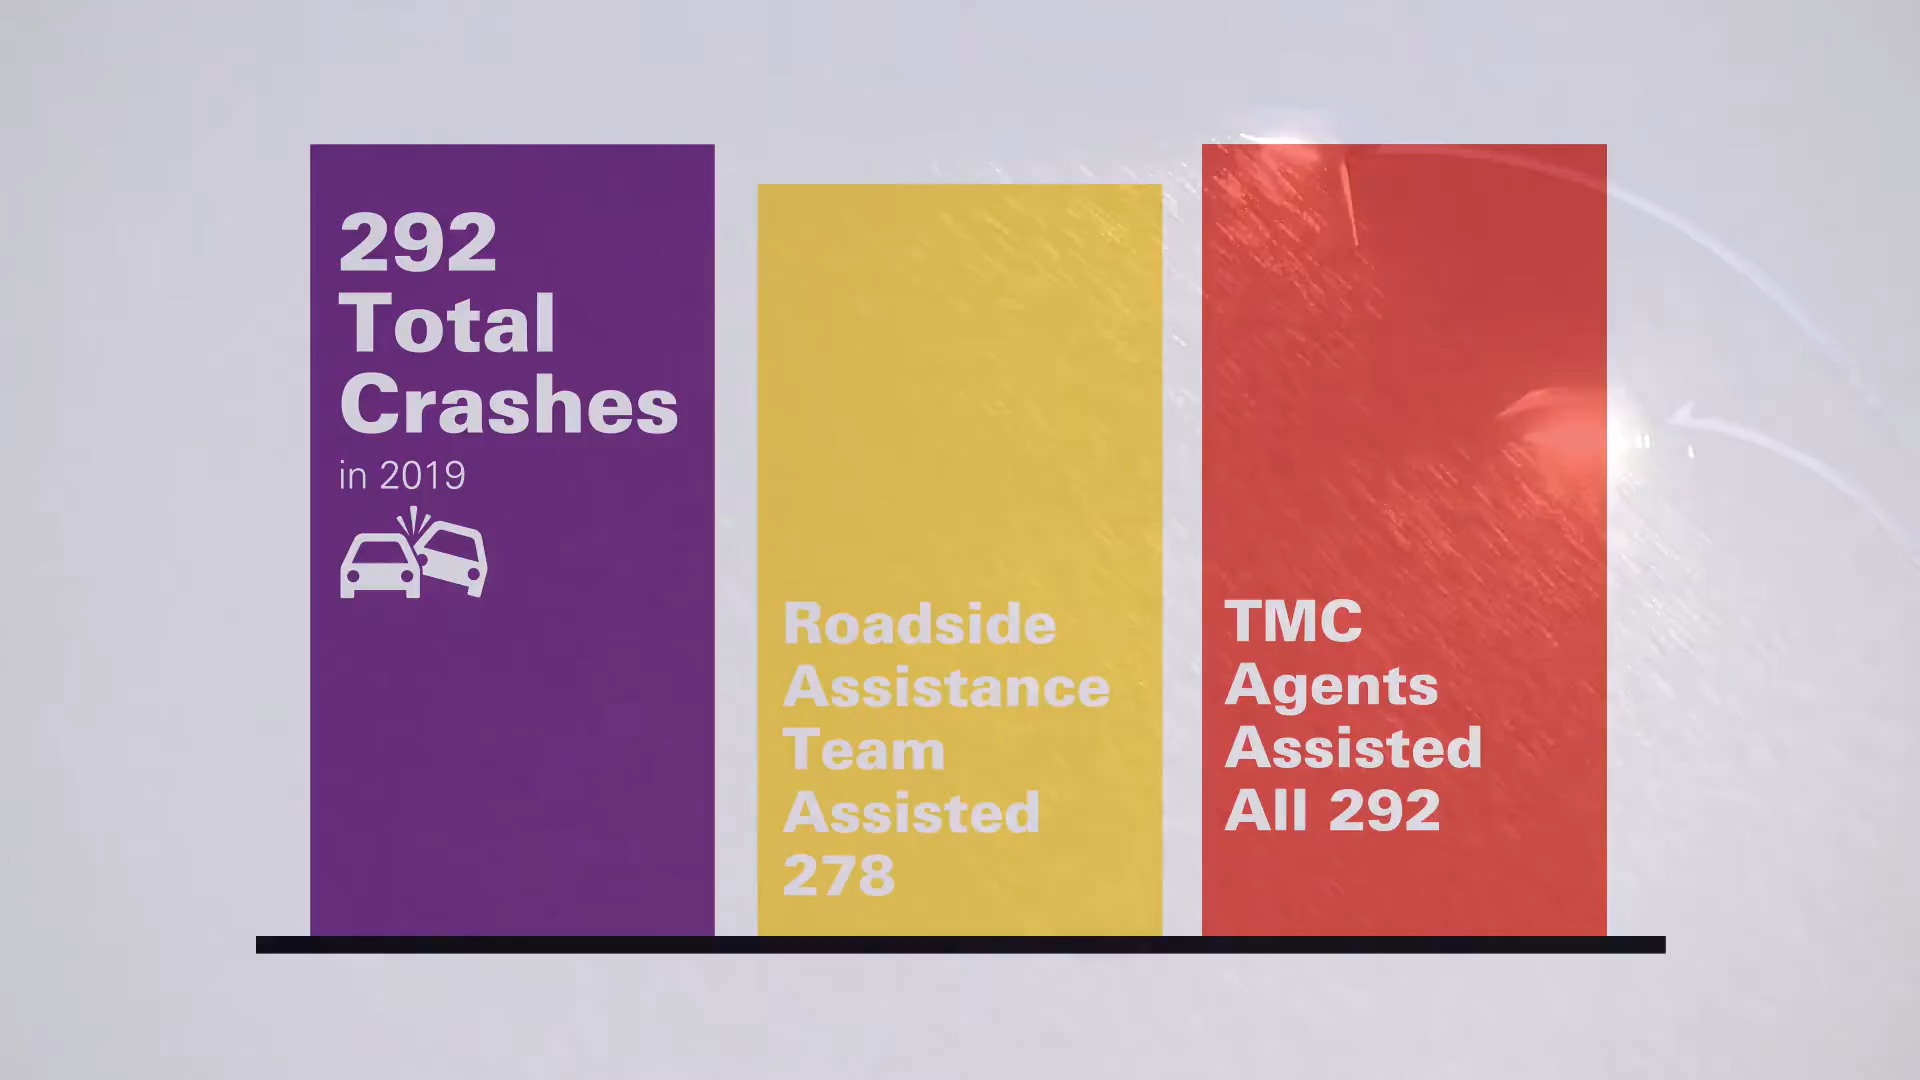 292
Total
Crashes
in 2019
Roadside
Assistance
Team
Assisted
278
TMC
Agents
Assisted
All 292